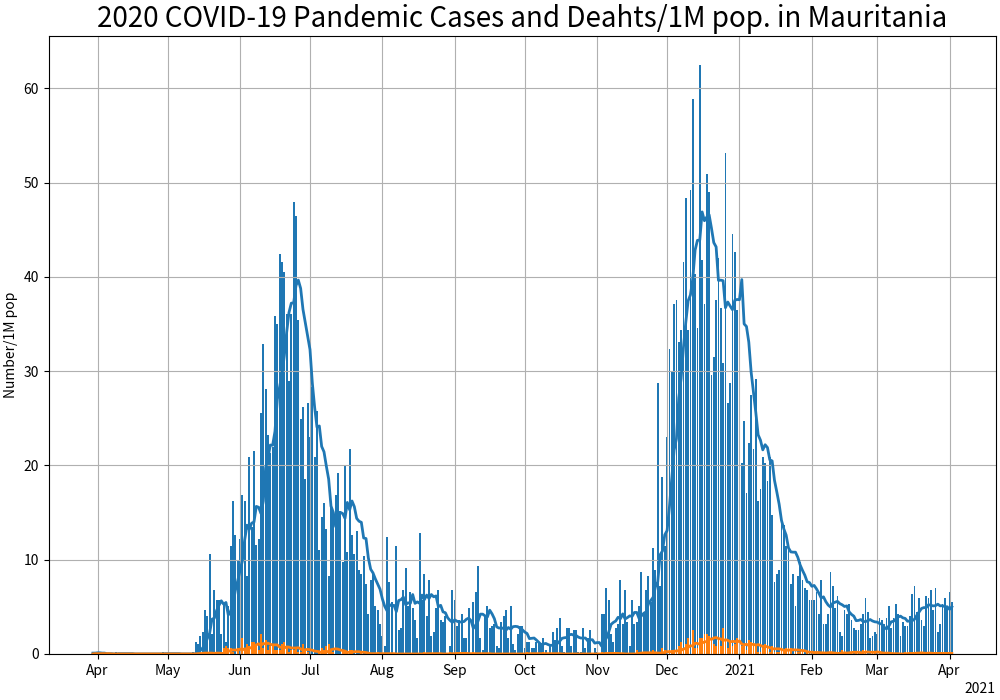 2020 COVID-19 Pandemic Cases and Deahts/1M pop. in Mauritania
Number/1M pop
60
50
40
30
20
10
0
Apr May Jun Jul Aug Sep Oct Nov Dec 2021 Feb Mar Apr
2021